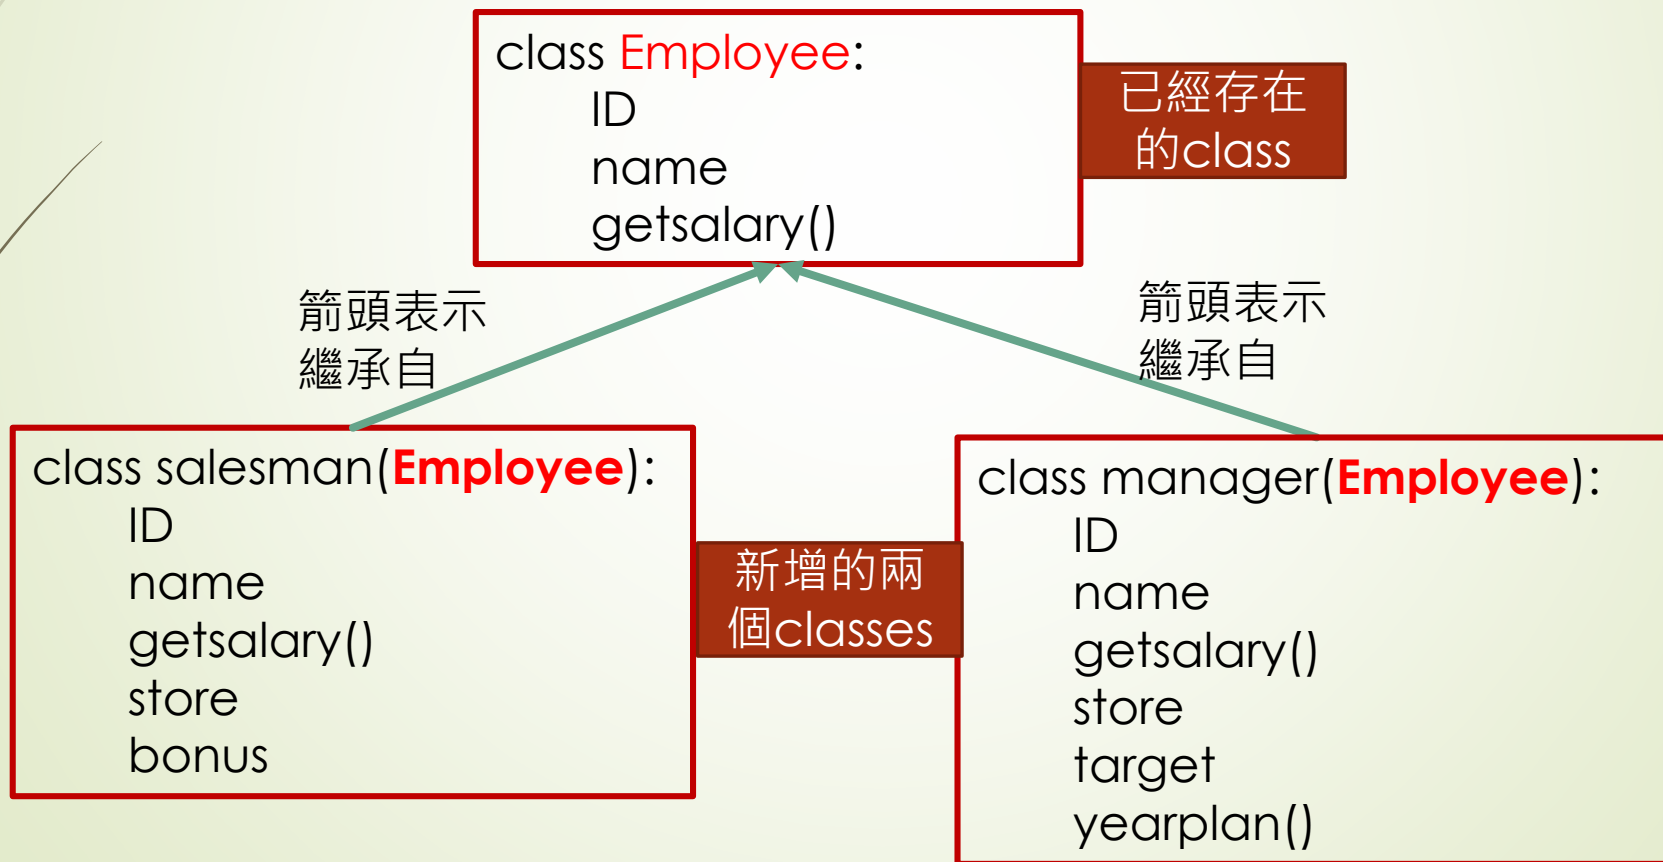 class Employee:
ID
name
getsalary()
已經存在
的class
箭頭表示
繼承自
箭頭表示
繼承自
class salesman(Employee):
ID
name
getsalary()
store
bonus
新增的兩
個classes
class manager(Employee):
ID
name
getsalary()
store
target
yearplan()